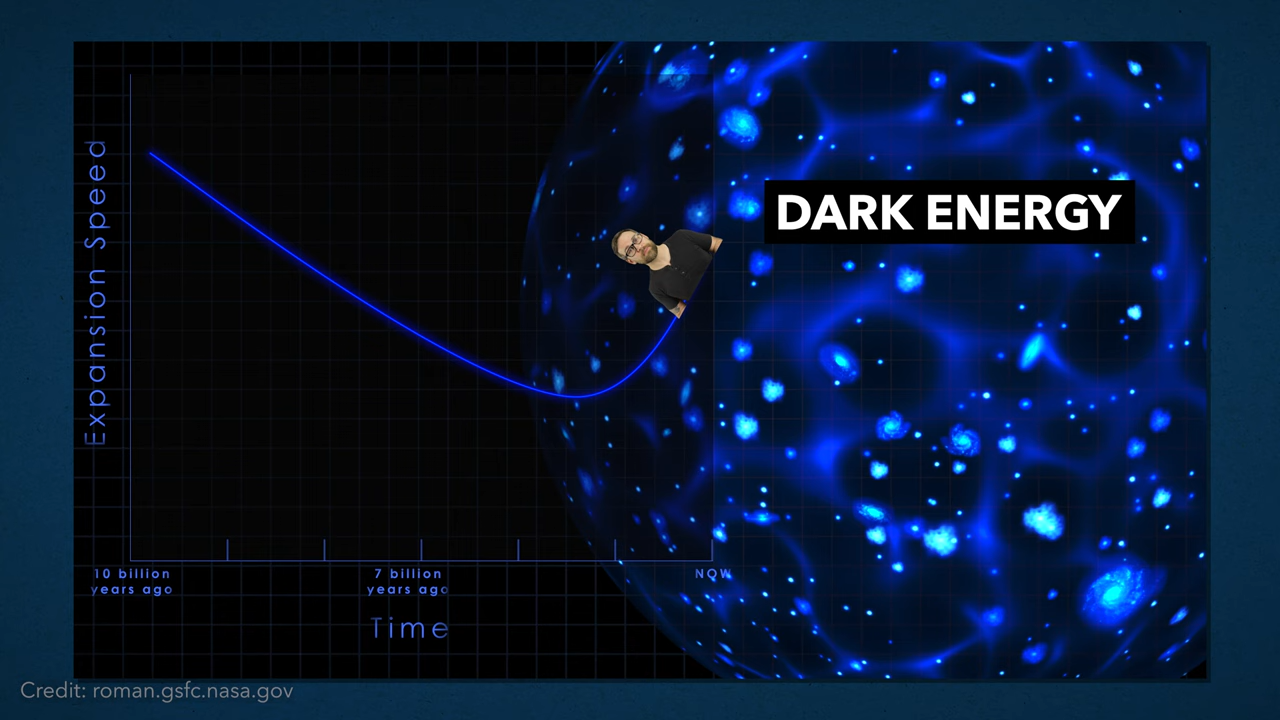 DARK ENERGY
Expansion Speed
10 billion
years ago
7 billion
years ago
NOW
Time
Credit: roman.gsfc.nasa.gov